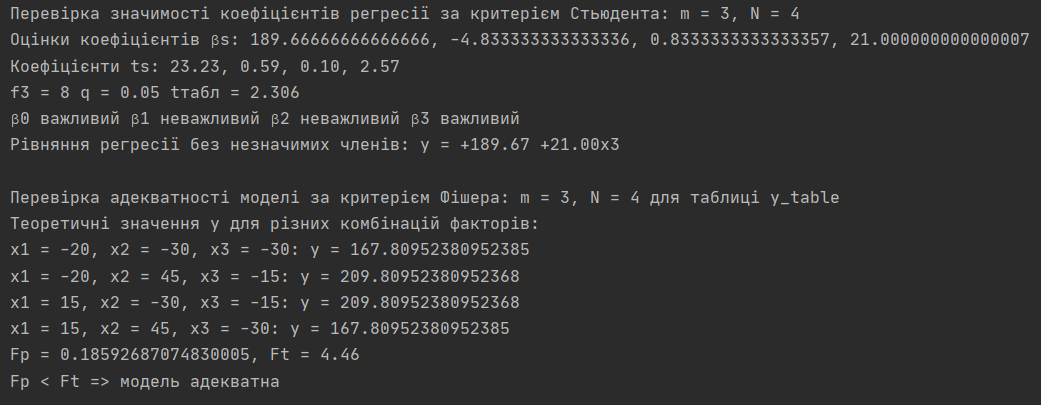 Перевірка значимості коефіцієнтів регресії за критерієм Стьюдента: m = 3, N = 4
Оцінки коефіцієнтів βs: 189.66666666666666, -4.833333333333336, 0.8333333333333357, 21.000000000000007
Коефіцієнти ts: 23.23, 0.59, 0.10, 2.57
f3 = 8 q = 0.05 tтабл = 2.306
β0 важливий β1 неважливий β2 неважливий β3 важливий
Рівняння регресії без незначимих членів: y = +189.67 +21.00x3
Перевірка адекватності моделі за критерієм Фішера: m = 3, N = 4 для таблиці y_table
Теоретичні значення y для різних комбінацій факторів:
x1 = -20, x2 = -30, x3 = -30: y = 167.80952380952385
x1 = -20, x2 = 45, x3 = -15: y = 209.80952380952368
x1 = 15, x2 = -30, x3 = -15: y = 209.80952380952368
x1 = 15, x2 = 45, x3 = -30: y = 167.80952380952385
Fp = 0.18592687074830005, Ft = 4.46
Fp < Ft => модель адекватна